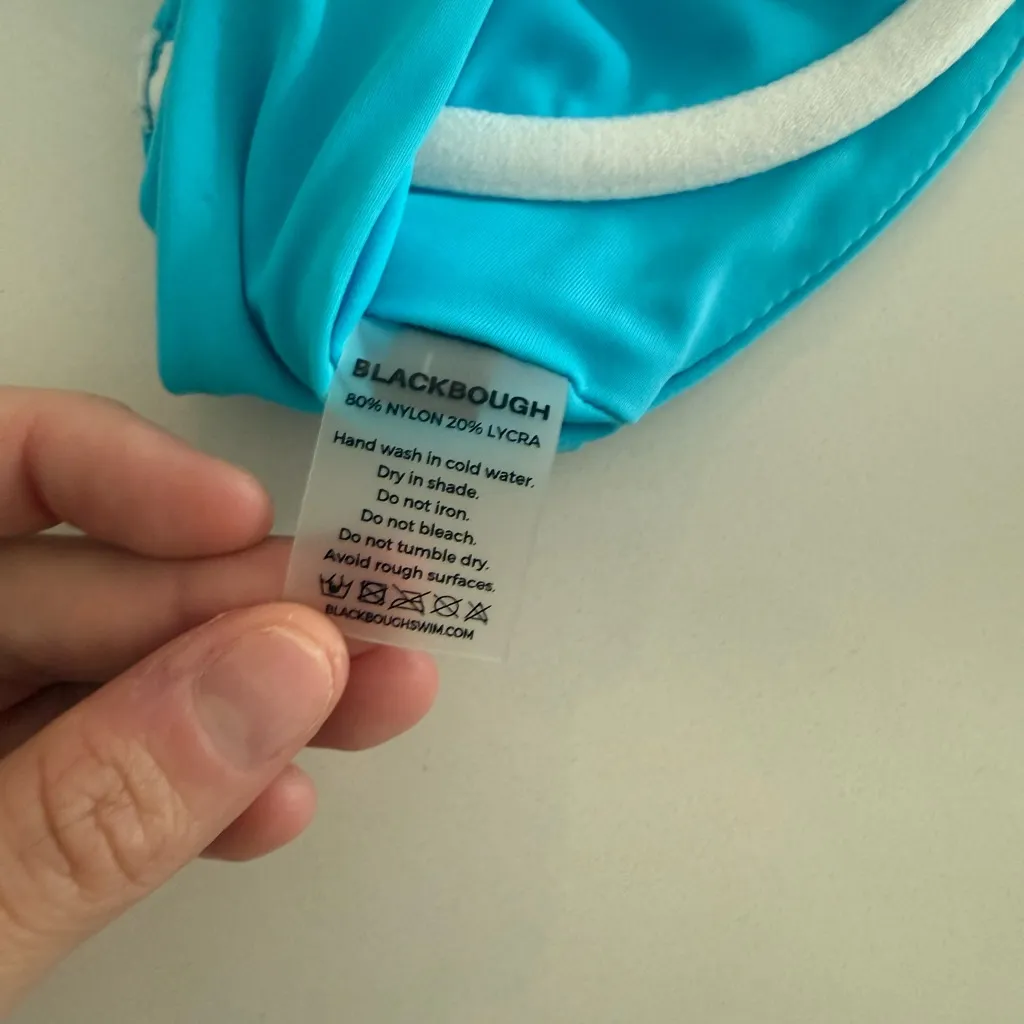 BLACKBOUGH
80% NYLON 20% LYCRA
Hand wash in cold water.
Dry in shade.
Do not iron.
Do not bleach.
Do not tumble dry.
Avoid rough surfaces.
BLACKBOUGHSWIM.COM